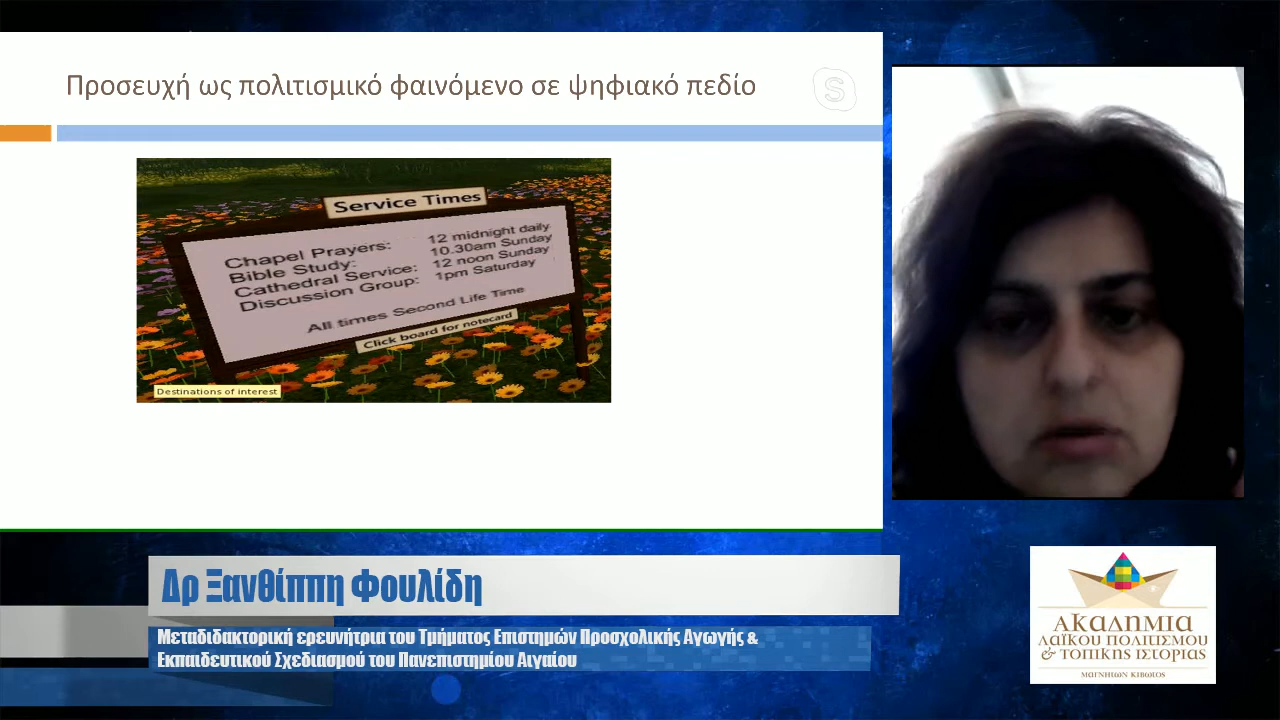 Προσευχή ως πολιτισμικό φαινόμενο σε ψηφιακό πεδίο
S
Service Times
Chapel Prayers: 12 midnight daily
Bible Study: 10.30am Sunday
Cathedral Service: 12 noon Sunday
Discussion Group: 1pm Saturday
All times Second Life Time
Click board for notecard
Destinations of interest
Δρ Ξανθίππη Φουλίδη
Μεταδιδακτορική ερευνήτρια του Τμήματος Επιστημών Προσχολικής Αγωγής &
Εκπαιδευτικού Σχεδιασμού του Πανεπιστημίου Αιγαίου
ΑΚΑΔΗΜΙΑ
ΛΑΪΚΟΥ ΠΟΛΙΤΙΣΜΟΥ
& ΤΟΠΙΚΗΣ ΙΣΤΟΡΙΑΣ
ΜΑΓΝΗΤΩΝ ΚΙΒΩΤΟΣ